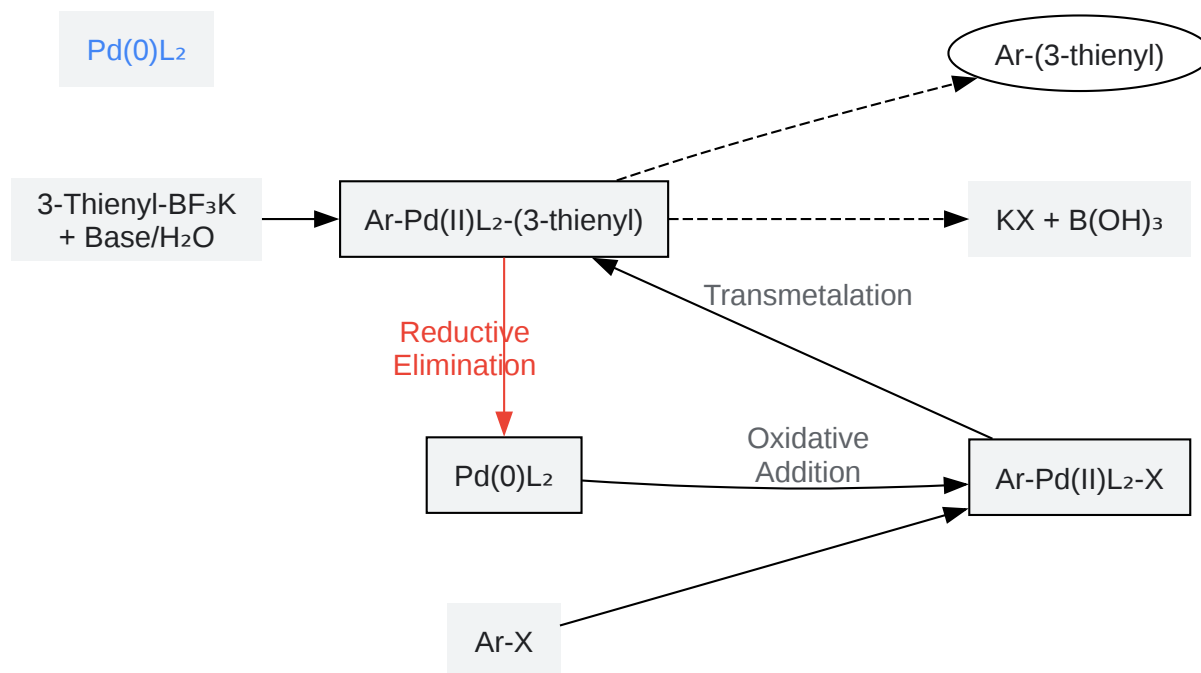 Pd(0)L₂
Ar-(3-thienyl)
3-Thienyl-BF₃K
+ Base/H₂O
Ar-Pd(II)L₂-(3-thienyl)
KX + B(OH)₃
Transmetalation
Reductive
Elimination
Oxidative
Addition
Pd(0)L₂
Ar-Pd(II)L₂-X
Ar-X